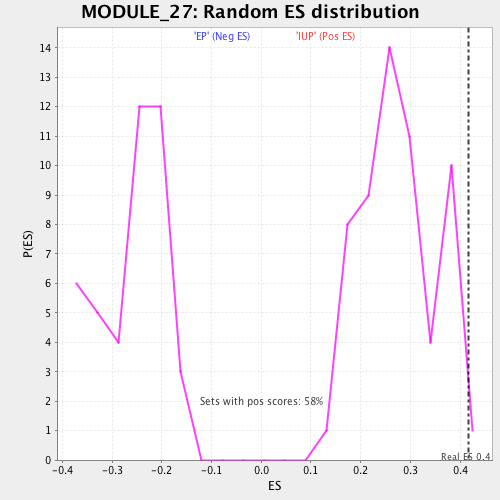 MODULE_27: Random ES distribution
'EP' (Neg ES) 'IUP' (Pos ES)
14
13
12
11
10
9
8
7
6
5
4
3
2
1
0
P(ES)
Sets with pos scores: 58%
Real ES 0.4
-0.4 -0.3 -0.2 -0.1 0.0 0.1 0.2 0.3 0.4
ES